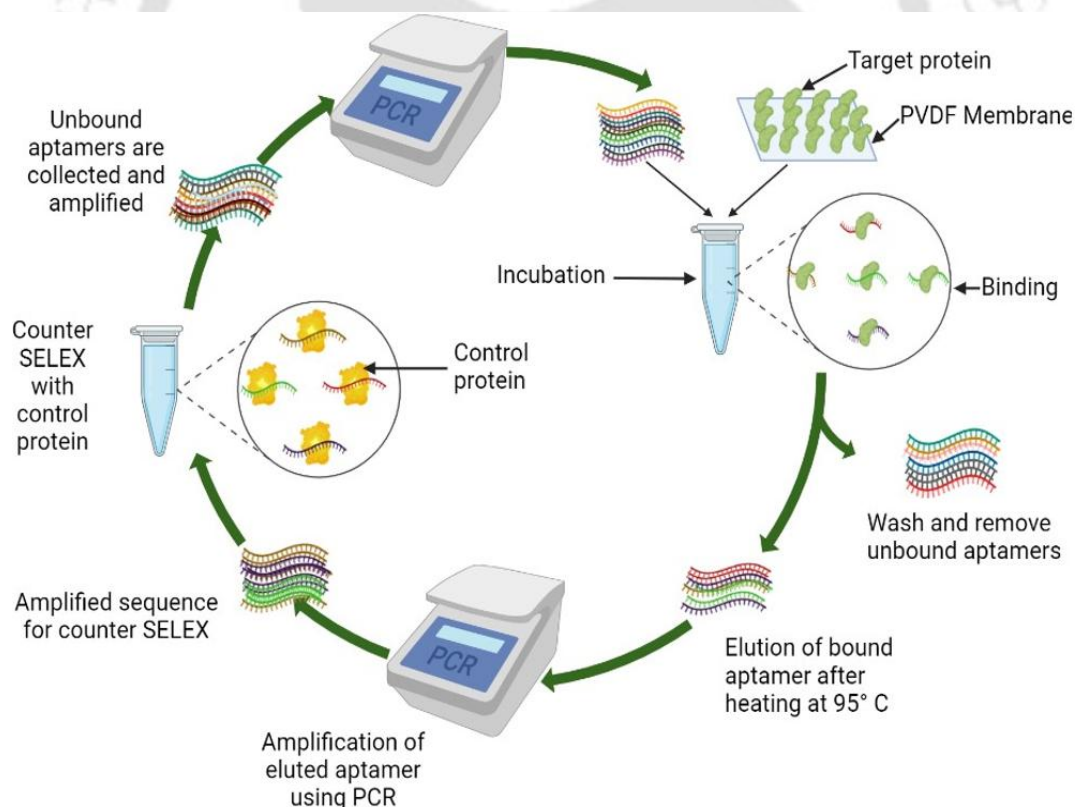 Target protein
PVDF Membrane
PCR
Unbound
aptamers are
collected and
amplified
Incubation
Binding
Counter
SELEX
with
control
protein
Control
protein
Wash and remove
unbound aptamers
Amplified sequence
for counter SELEX
PCR
Elution of bound
aptamer after
heating at 95° C
Amplification of
eluted aptamer
using PCR